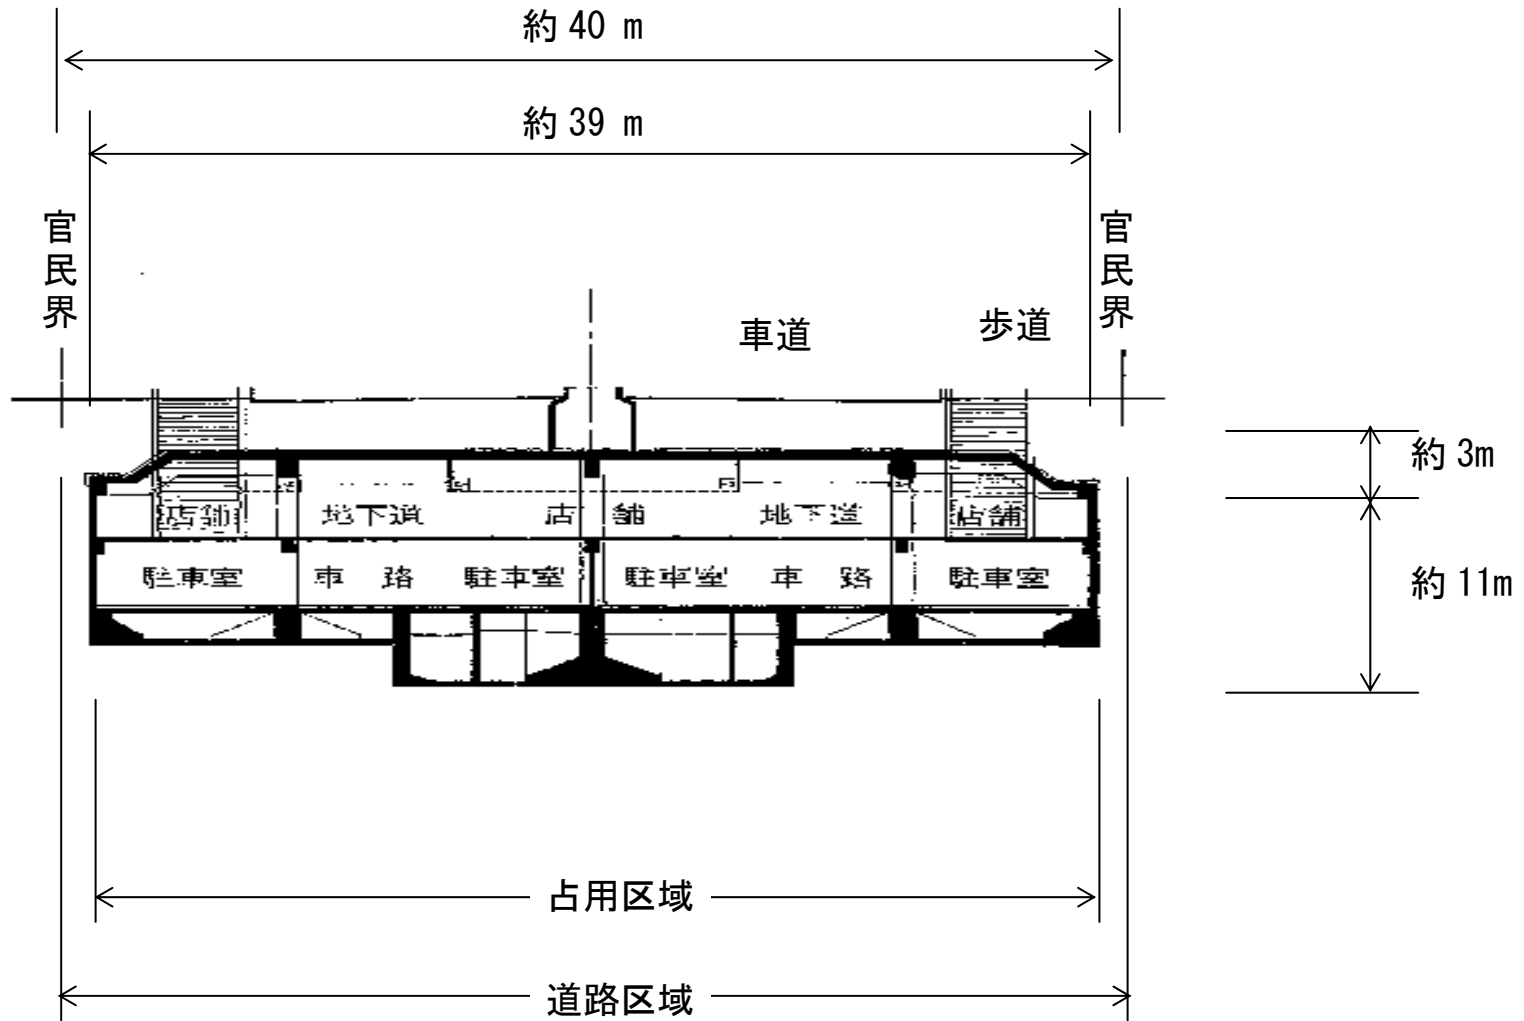 約 40 m
約 39 m
官民界
官民界
車道
歩道
約 3m
店舗 地下道 店舗 地下道 店舗
約 11m
駐車室 車路 駐車室 駐車室 車路 駐車室
占用区域
道路区域